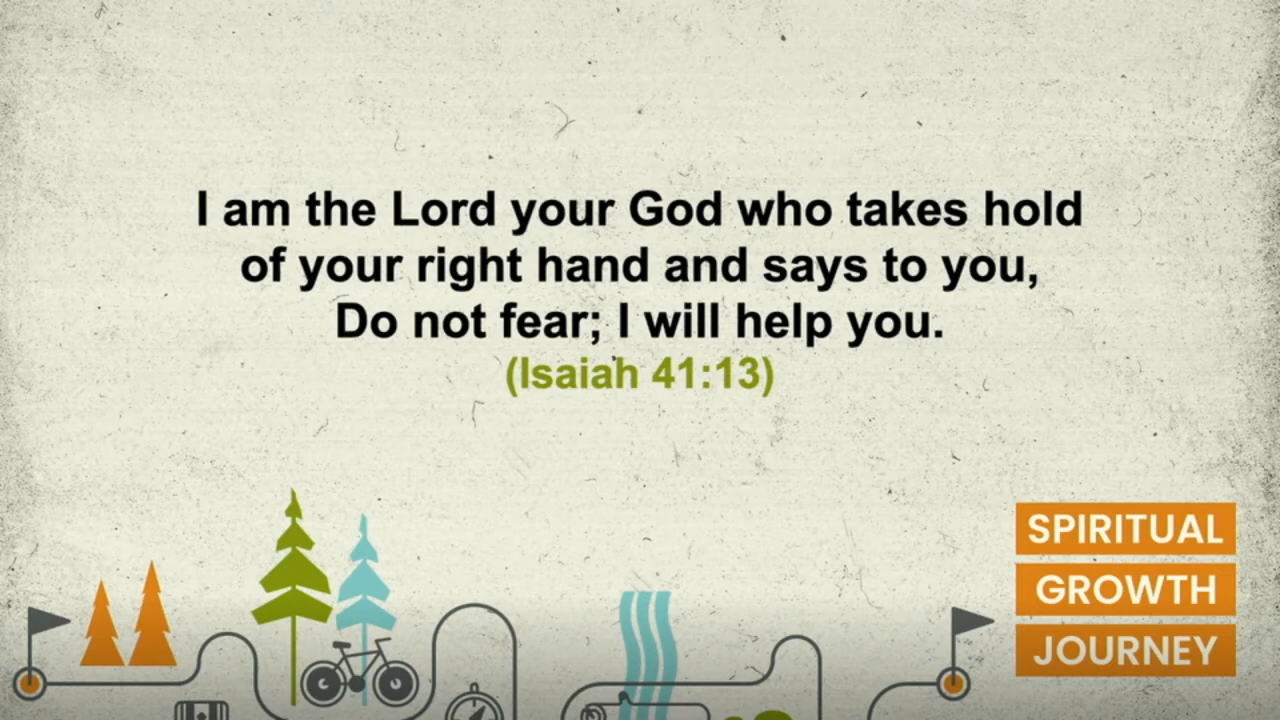 I am the Lord your God who takes hold
of your right hand and says to you,
Do not fear; I will help you.
(Isaiah 41:13)
SPIRITUAL
GROWTH
JOURNEY